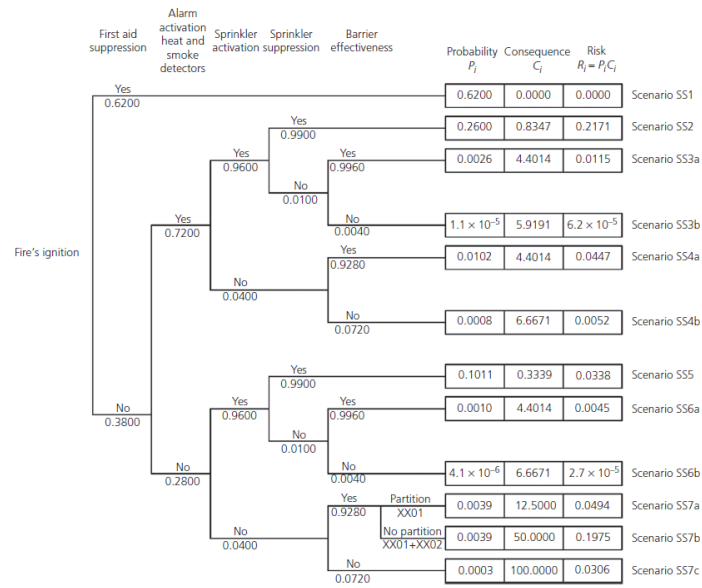 First aid suppression
Alarm activation heat and smoke detectors
Sprinkler activation
Sprinkler suppression
Barrier effectiveness
Probability Pi
Consequence Ci
Risk Ri = PiCi
Fire's ignition
Yes 0.6200
0.6200 0.0000 0.0000 Scenario SS1
Yes 0.9900
0.2600 0.8347 0.2171 Scenario SS2
Yes 0.9600
Yes 0.9960
0.0026 4.4014 0.0115 Scenario SS3a
No 0.0100
Yes 0.7200
No 0.0040
1.1 × 10⁻⁵ 5.9191 6.2 × 10⁻⁵ Scenario SS3b
Yes 0.9280
0.0102 4.4014 0.0447 Scenario SS4a
No 0.0400
No 0.0720
0.0008 6.6671 0.0052 Scenario SS4b
Yes 0.9900
0.1011 0.3339 0.0338 Scenario SS5
No 0.3800
Yes 0.9600
Yes 0.9960
0.0010 4.4014 0.0045 Scenario SS6a
No 0.0100
No 0.2800
No 0.0040
4.1 × 10⁻⁶ 6.6671 2.7 × 10⁻⁵ Scenario SS6b
Yes 0.9280
Partition XX01
0.0039 12.5000 0.0494 Scenario SS7a
No 0.0400
No partition XX01+XX02
0.0039 50.0000 0.1975 Scenario SS7b
No 0.0720
0.0003 100.0000 0.0306 Scenario SS7c